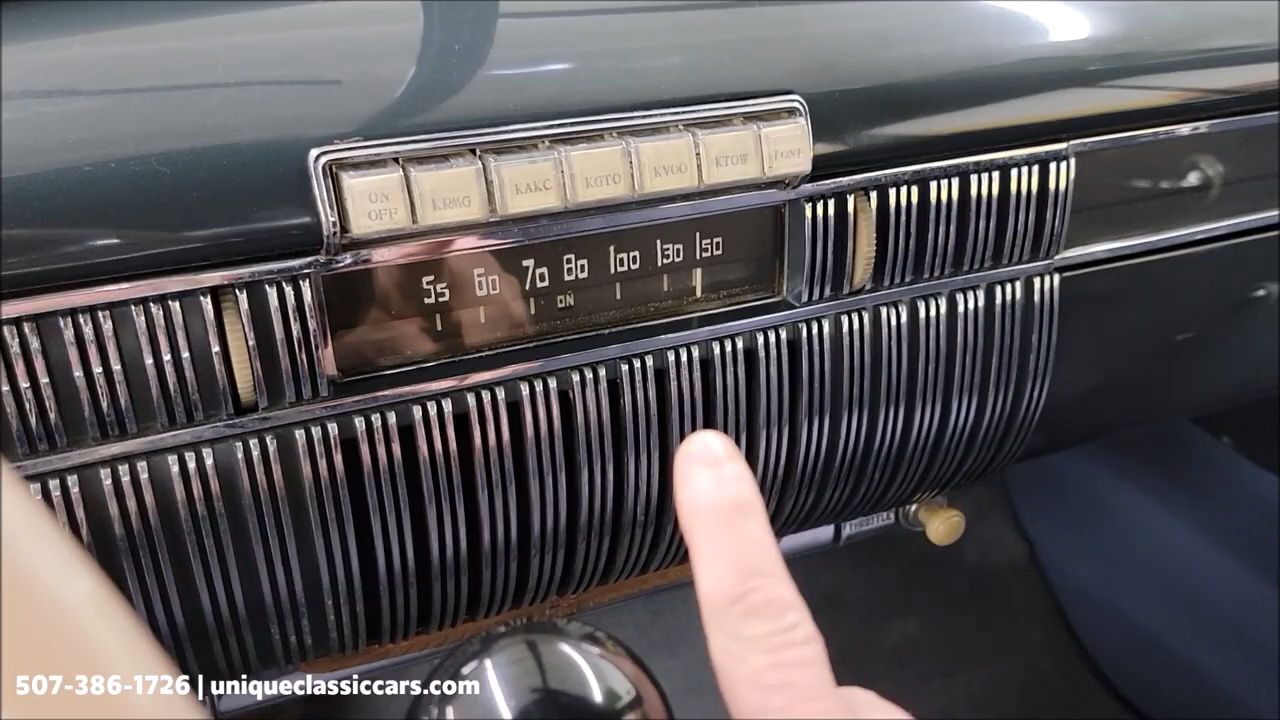 ON
OFF
KRMG
KAKC
KGTO
KVOO
KTOW
TONE
55 60 70 80 100 130 150
ON
THROTTLE
507-386-1726 | uniqueclassiccars.com